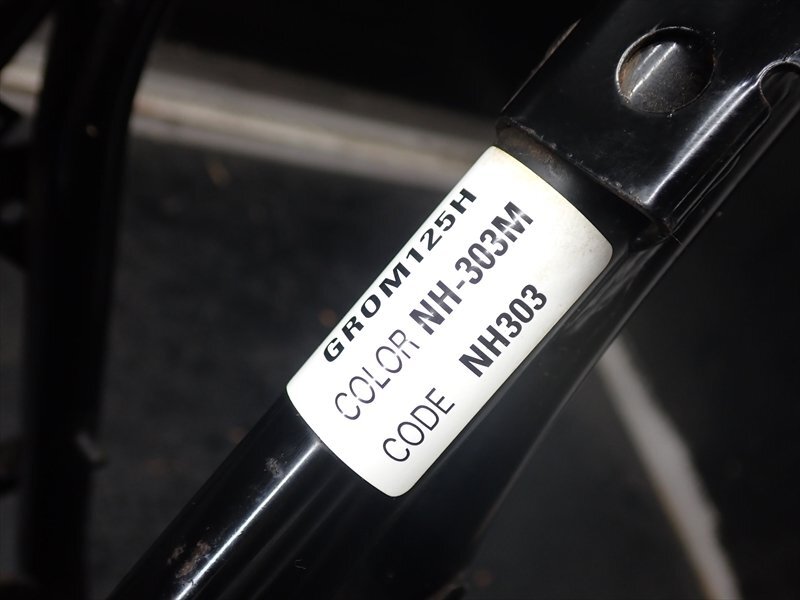 GROM125H
COLOR NH-303M
CODE NH303